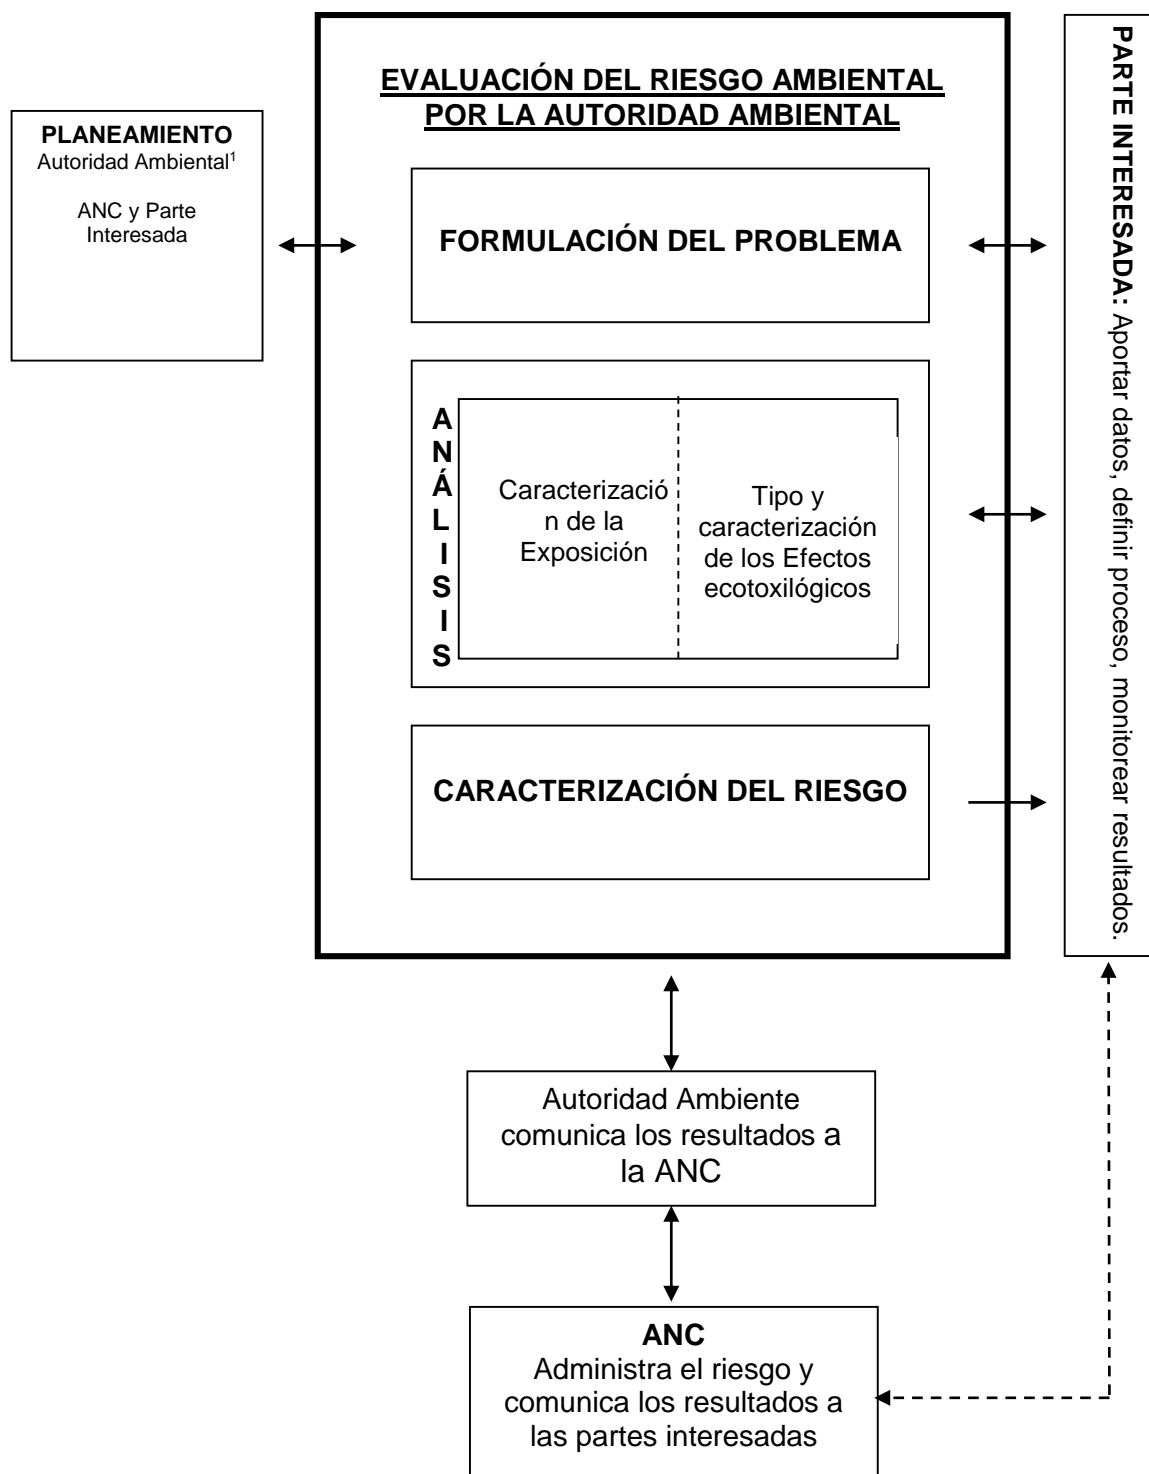 EVALUACIÓN DEL RIESGO AMBIENTAL
POR LA AUTORIDAD AMBIENTAL
PLANEAMIENTO
Autoridad Ambiental¹
ANC y Parte
Interesada
FORMULACIÓN DEL PROBLEMA
ANÁLISIS
Caracterizació
n de la
Exposición
Tipo y
caracterización
de los Efectos
ecotoxilógicos
CARACTERIZACIÓN DEL RIESGO
PARTE INTERESADA: Aportar datos, definir proceso, monitorear resultados.
Autoridad Ambiente
comunica los resultados a
la ANC
ANC
Administra el riesgo y
comunica los resultados a
las partes interesadas